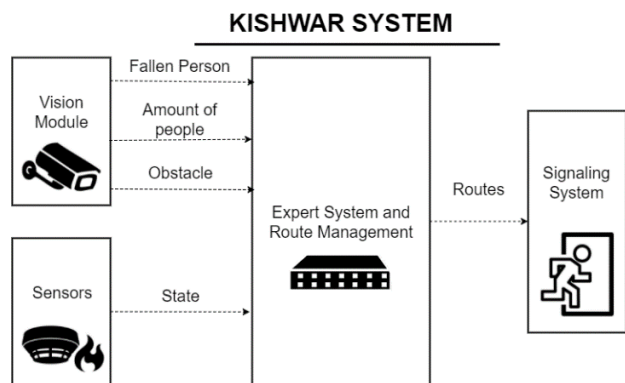 KISHWAR SYSTEM
Vision
Module
Fallen Person
Amount of
people
Obstacle
Sensors
State
Expert System and
Route Management
Routes
Signaling
System